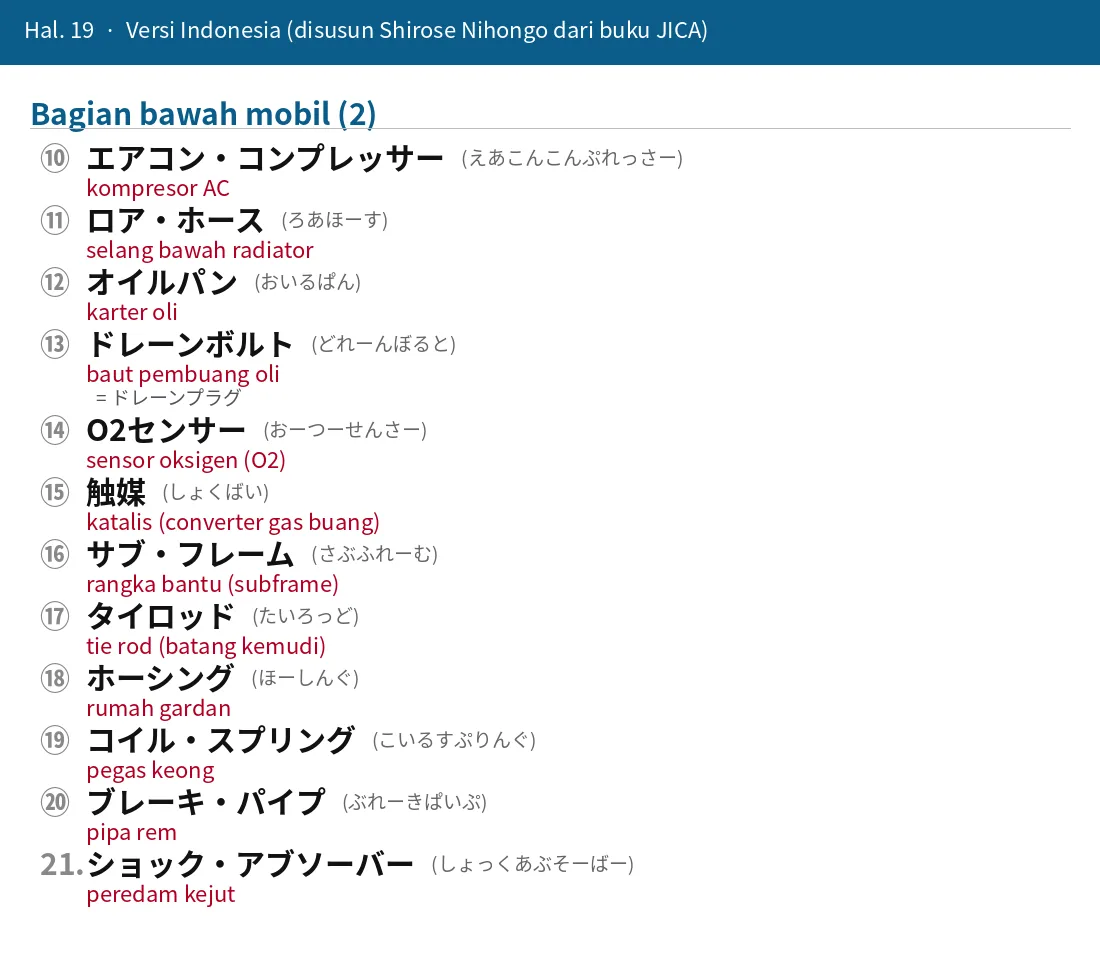 Hal. 19 · Versi Indonesia (disusun Shirose Nihongo dari buku JICA)
Bagian bawah mobil (2)
⑩ エアコン・コンプレッサー (えあこんこんぷれっさー)
kompresor AC
⑪ ロア・ホース (ろあほーす)
selang bawah radiator
⑫ オイルパン (おいるぱん)
karter oli
⑬ ドレーンボルト (どれーんぼると)
baut pembuang oli
= ドレーンプラグ
⑭ O2センサー (おーつーせんさー)
sensor oksigen (O2)
⑮ 触媒 (しょくばい)
katalis (converter gas buang)
⑯ サブ・フレーム (さぶふれーむ)
rangka bantu (subframe)
⑰ タイロッド (たいろっど)
tie rod (batang kemudi)
⑱ ホーシング (ほーしんぐ)
rumah gardan
⑲ コイル・スプリング (こいるすぷりんぐ)
pegas keong
⑳ ブレーキ・パイプ (ぶれーきぱいぷ)
pipa rem
21. ショック・アブソーバー (しょっくあぶそーばー)
peredam kejut